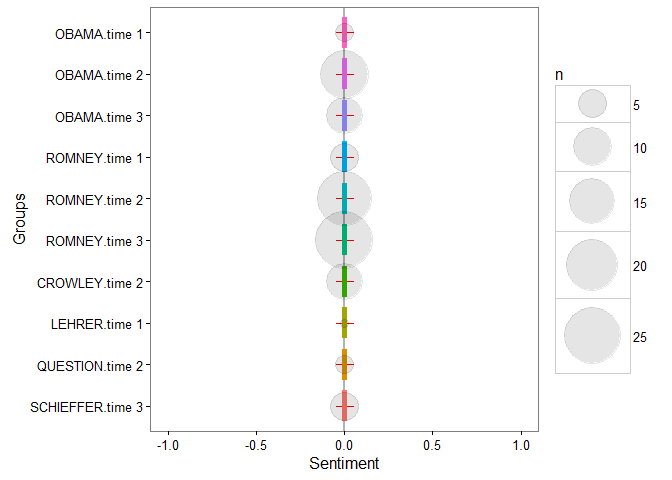 OBAMA.time 1
OBAMA.time 2
OBAMA.time 3
ROMNEY.time 1
ROMNEY.time 2
ROMNEY.time 3
CROWLEY.time 2
LEHRER.time 1
QUESTION.time 2
SCHIEFFER.time 3
Groups
-1.0 -0.5 0.0 0.5 1.0
Sentiment
n
5
10
15
20
25